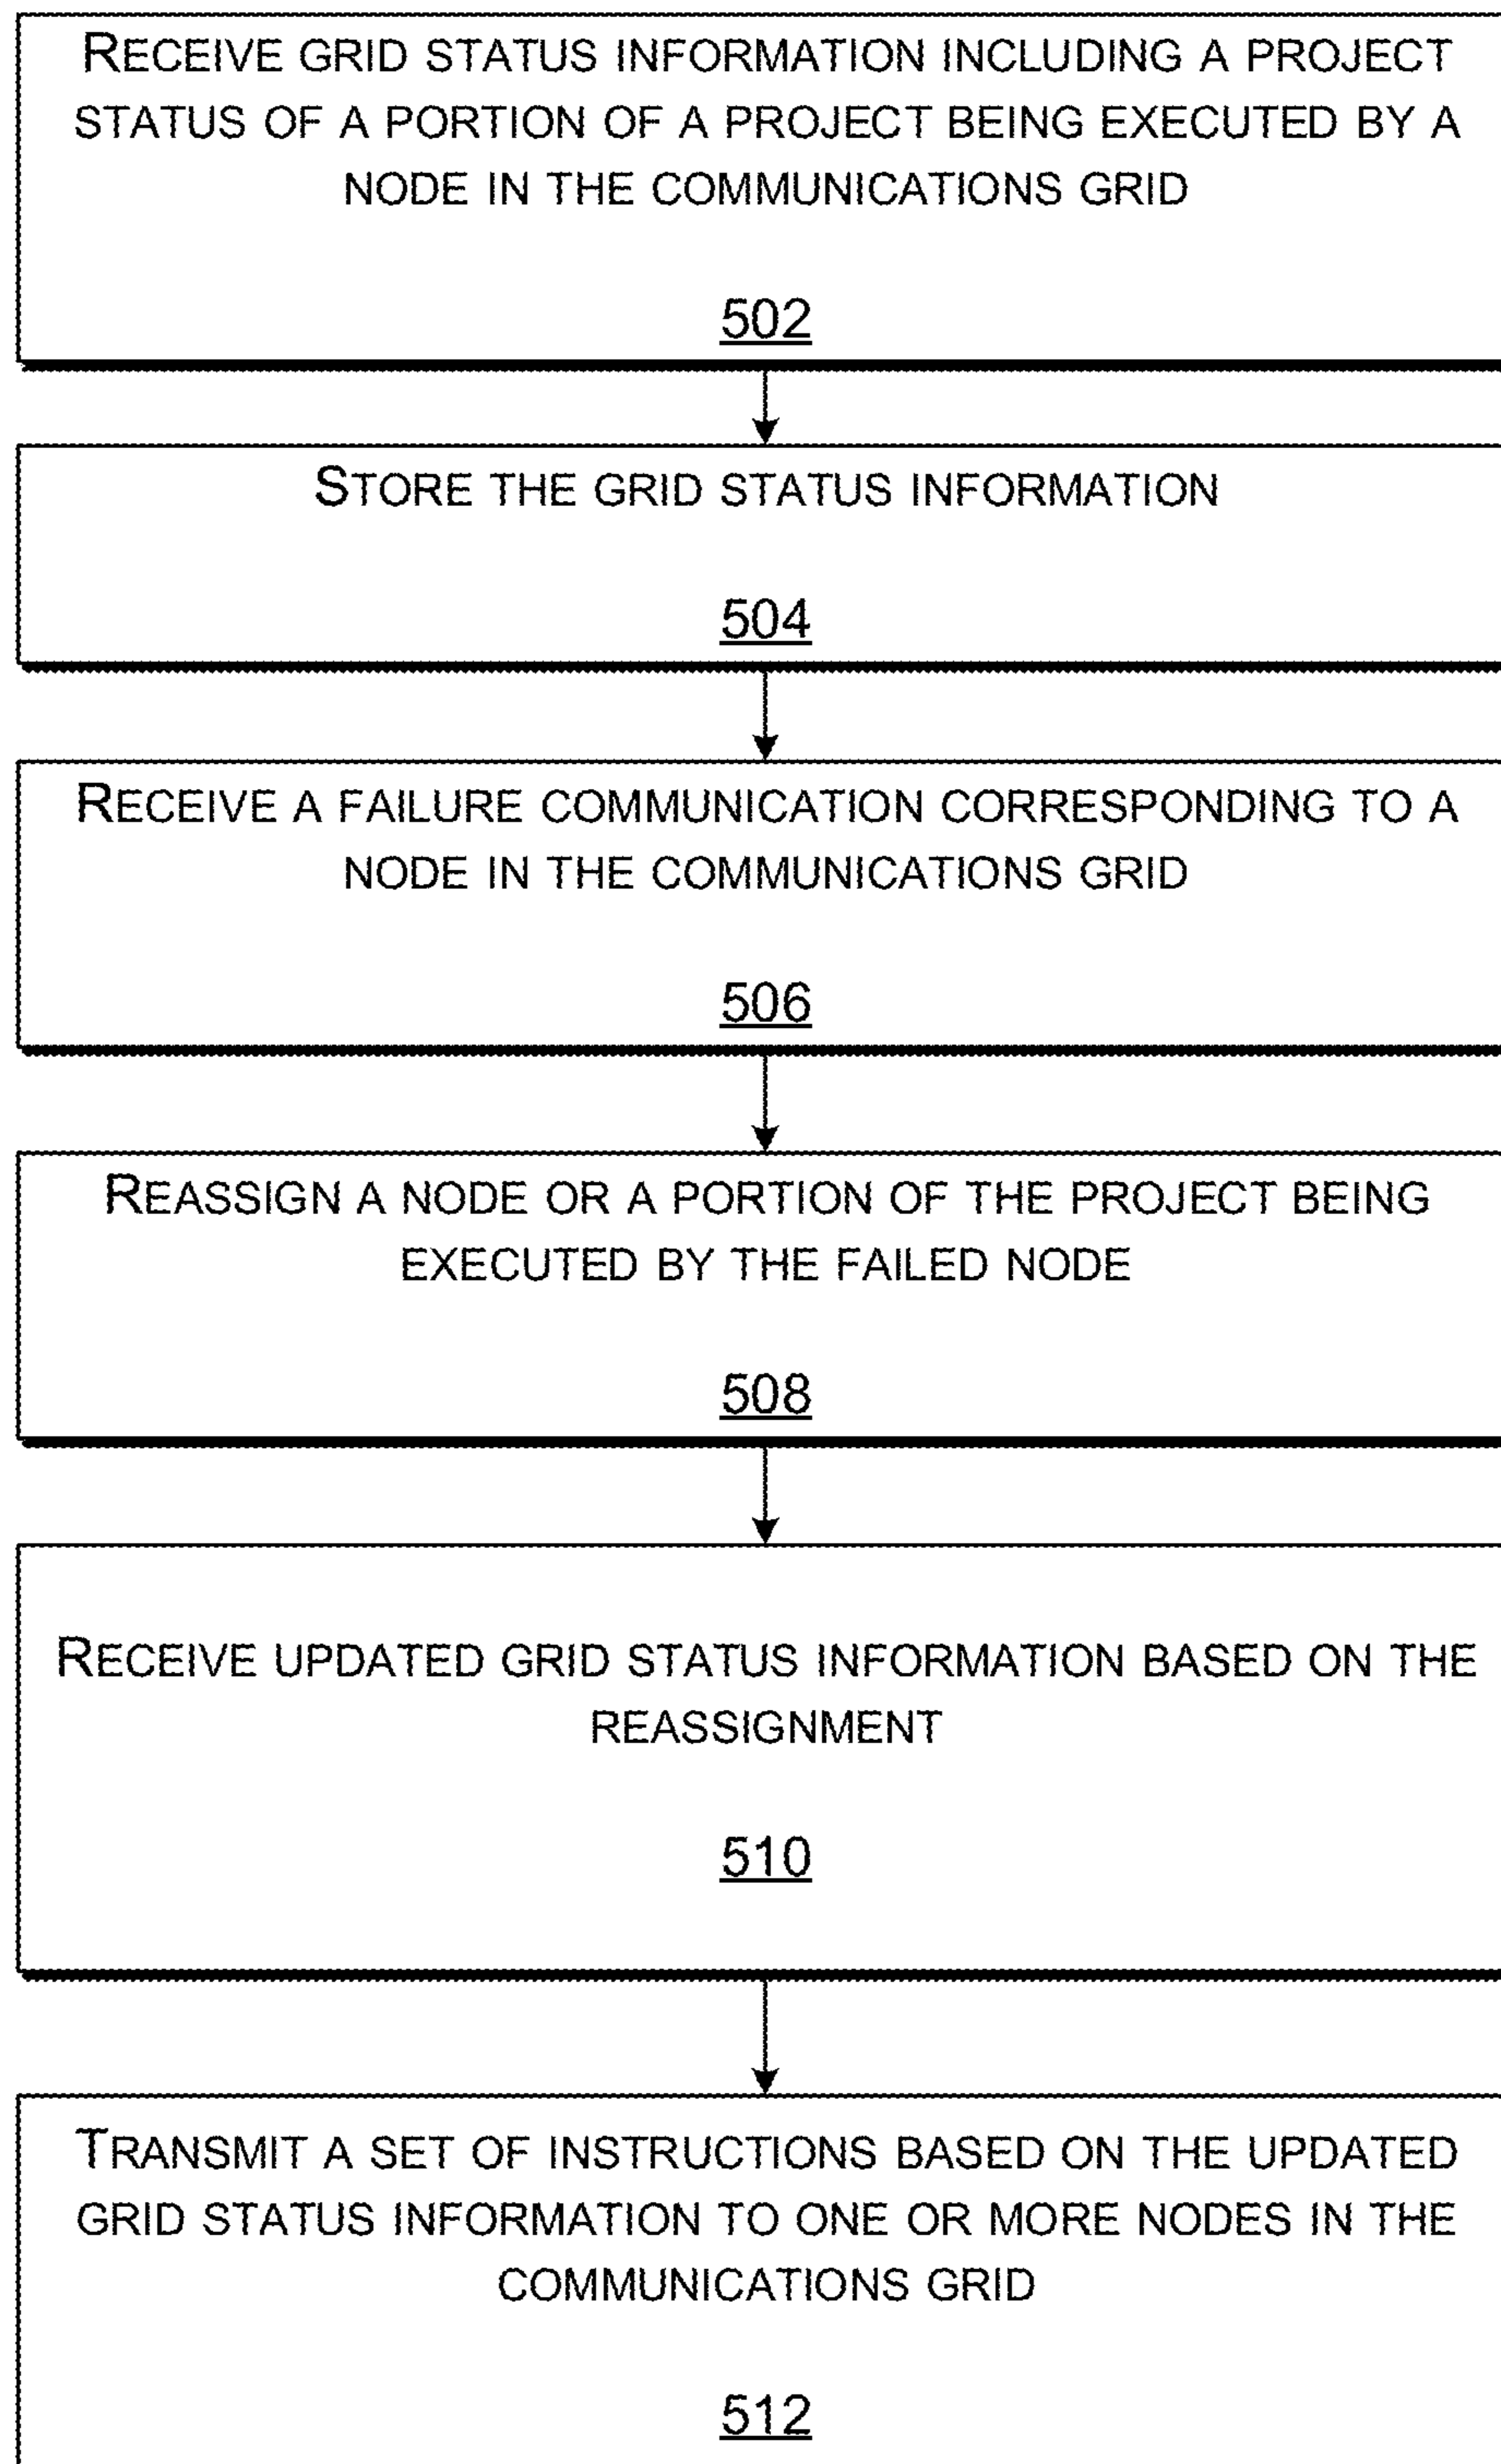 RECEIVE GRID STATUS INFORMATION INCLUDING A PROJECT
STATUS OF A PORTION OF A PROJECT BEING EXECUTED BY A
NODE IN THE COMMUNICATIONS GRID
502
STORE THE GRID STATUS INFORMATION
504
RECEIVE A FAILURE COMMUNICATION CORRESPONDING TO A
NODE IN THE COMMUNICATIONS GRID
506
REASSIGN A NODE OR A PORTION OF THE PROJECT BEING
EXECUTED BY THE FAILED NODE
508
RECEIVE UPDATED GRID STATUS INFORMATION BASED ON THE
REASSIGNMENT
510
TRANSMIT A SET OF INSTRUCTIONS BASED ON THE UPDATED
GRID STATUS INFORMATION TO ONE OR MORE NODES IN THE
COMMUNICATIONS GRID
512